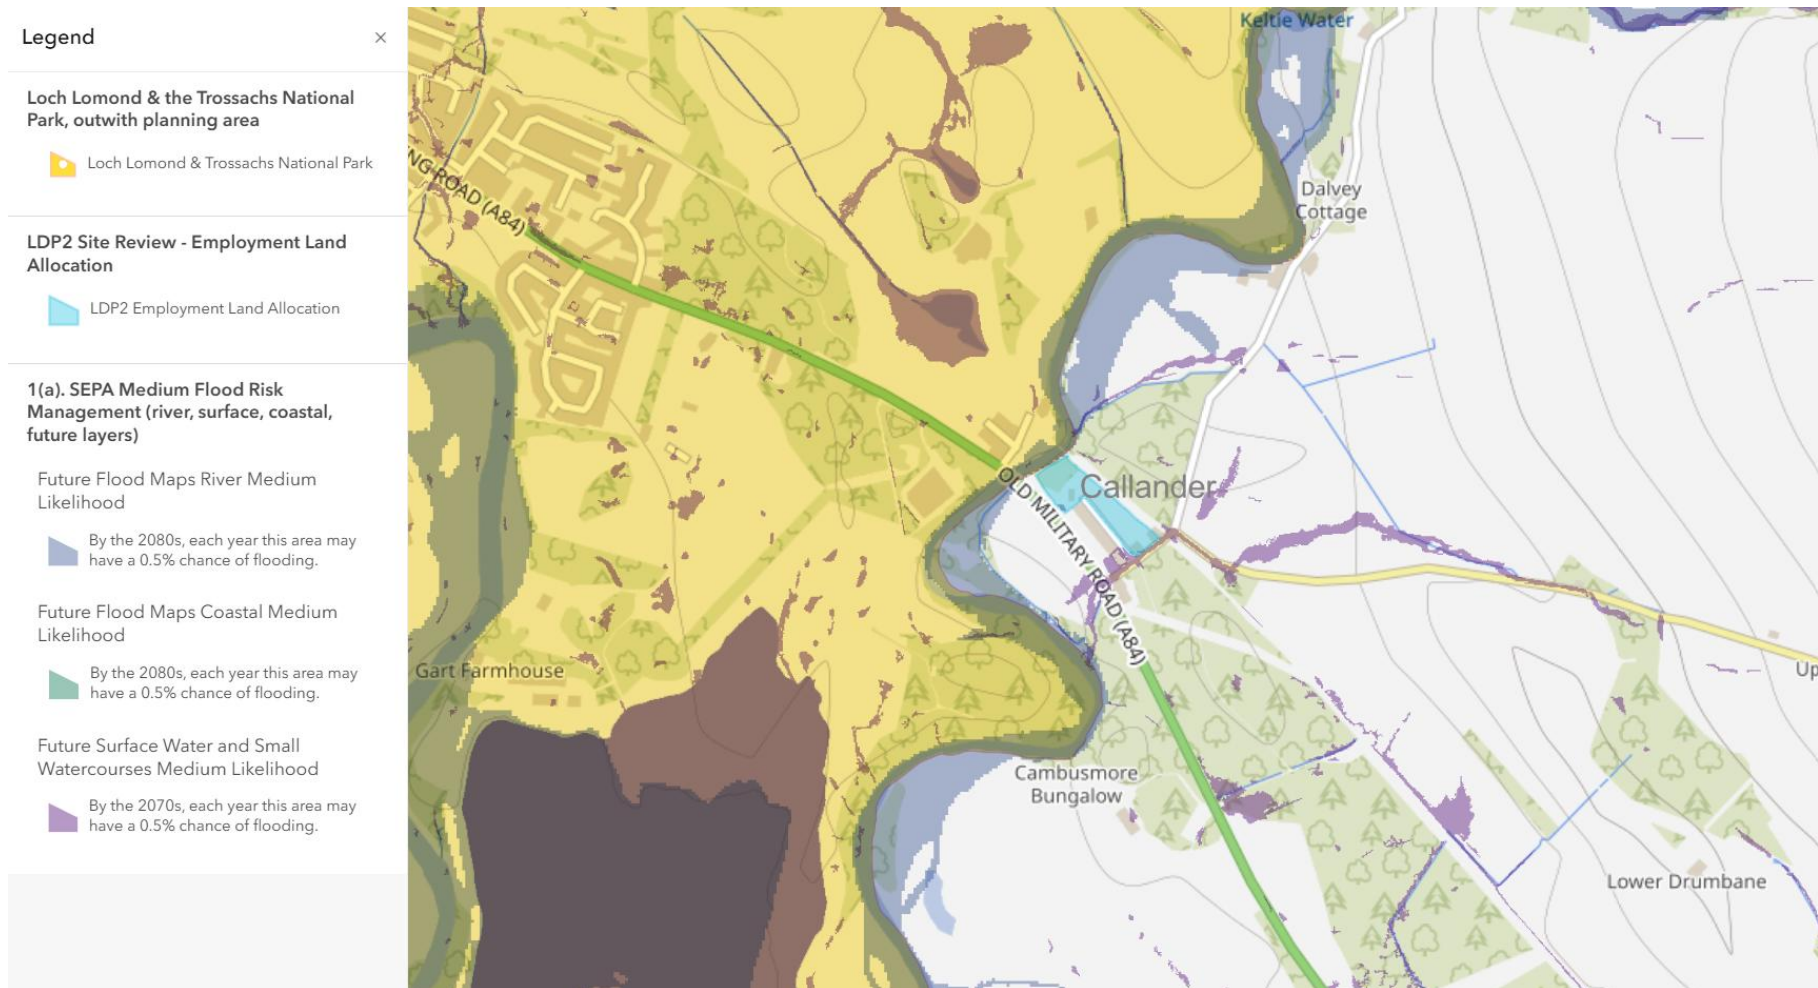 Legend
×
Loch Lomond & the Trossachs National
Park, outwith planning area
Loch Lomond & Trossachs National Park
LDP2 Site Review - Employment Land
Allocation
LDP2 Employment Land Allocation
1(a). SEPA Medium Flood Risk
Management (river, surface, coastal,
future layers)
Future Flood Maps River Medium
Likelihood
By the 2080s, each year this area may
have a 0.5% chance of flooding.
Future Flood Maps Coastal Medium
Likelihood
By the 2080s, each year this area may
have a 0.5% chance of flooding.
Future Surface Water and Small
Watercourses Medium Likelihood
By the 2070s, each year this area may
have a 0.5% chance of flooding.
Keltie Water
NG ROAD (A84)
Dalvey
Cottage
Callander
OLD MILITARY ROAD (A84)
Gart Farmhouse
Up
Cambusmore
Bungalow
Lower Drumbane